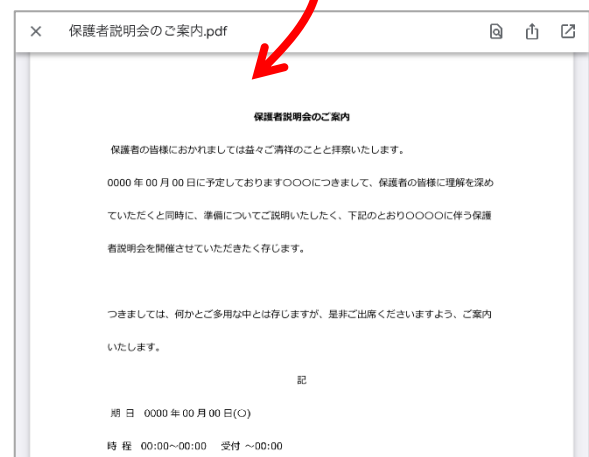 保護者説明会のご案内.pdf
保護者説明会のご案内
保護者の皆様におかれましては益々ご清祥のことと拝察いたします。
0000 年 00 月 00 日に予定しております〇〇〇につきまして、保護者の皆様に理解を深め
ていただくと同時に、準備についてご説明いたしたく、下記のとおり〇〇〇〇に伴う保護
者説明会を開催させていただきたく存じます。
つきましては、何かとご多用な中とは存じますが、是非ご出席くださいますよう、ご案内
いたします。
記
期 日 0000 年 00 月 00 日(〇)
時 程 00:00～00:00 受付 ～00:00